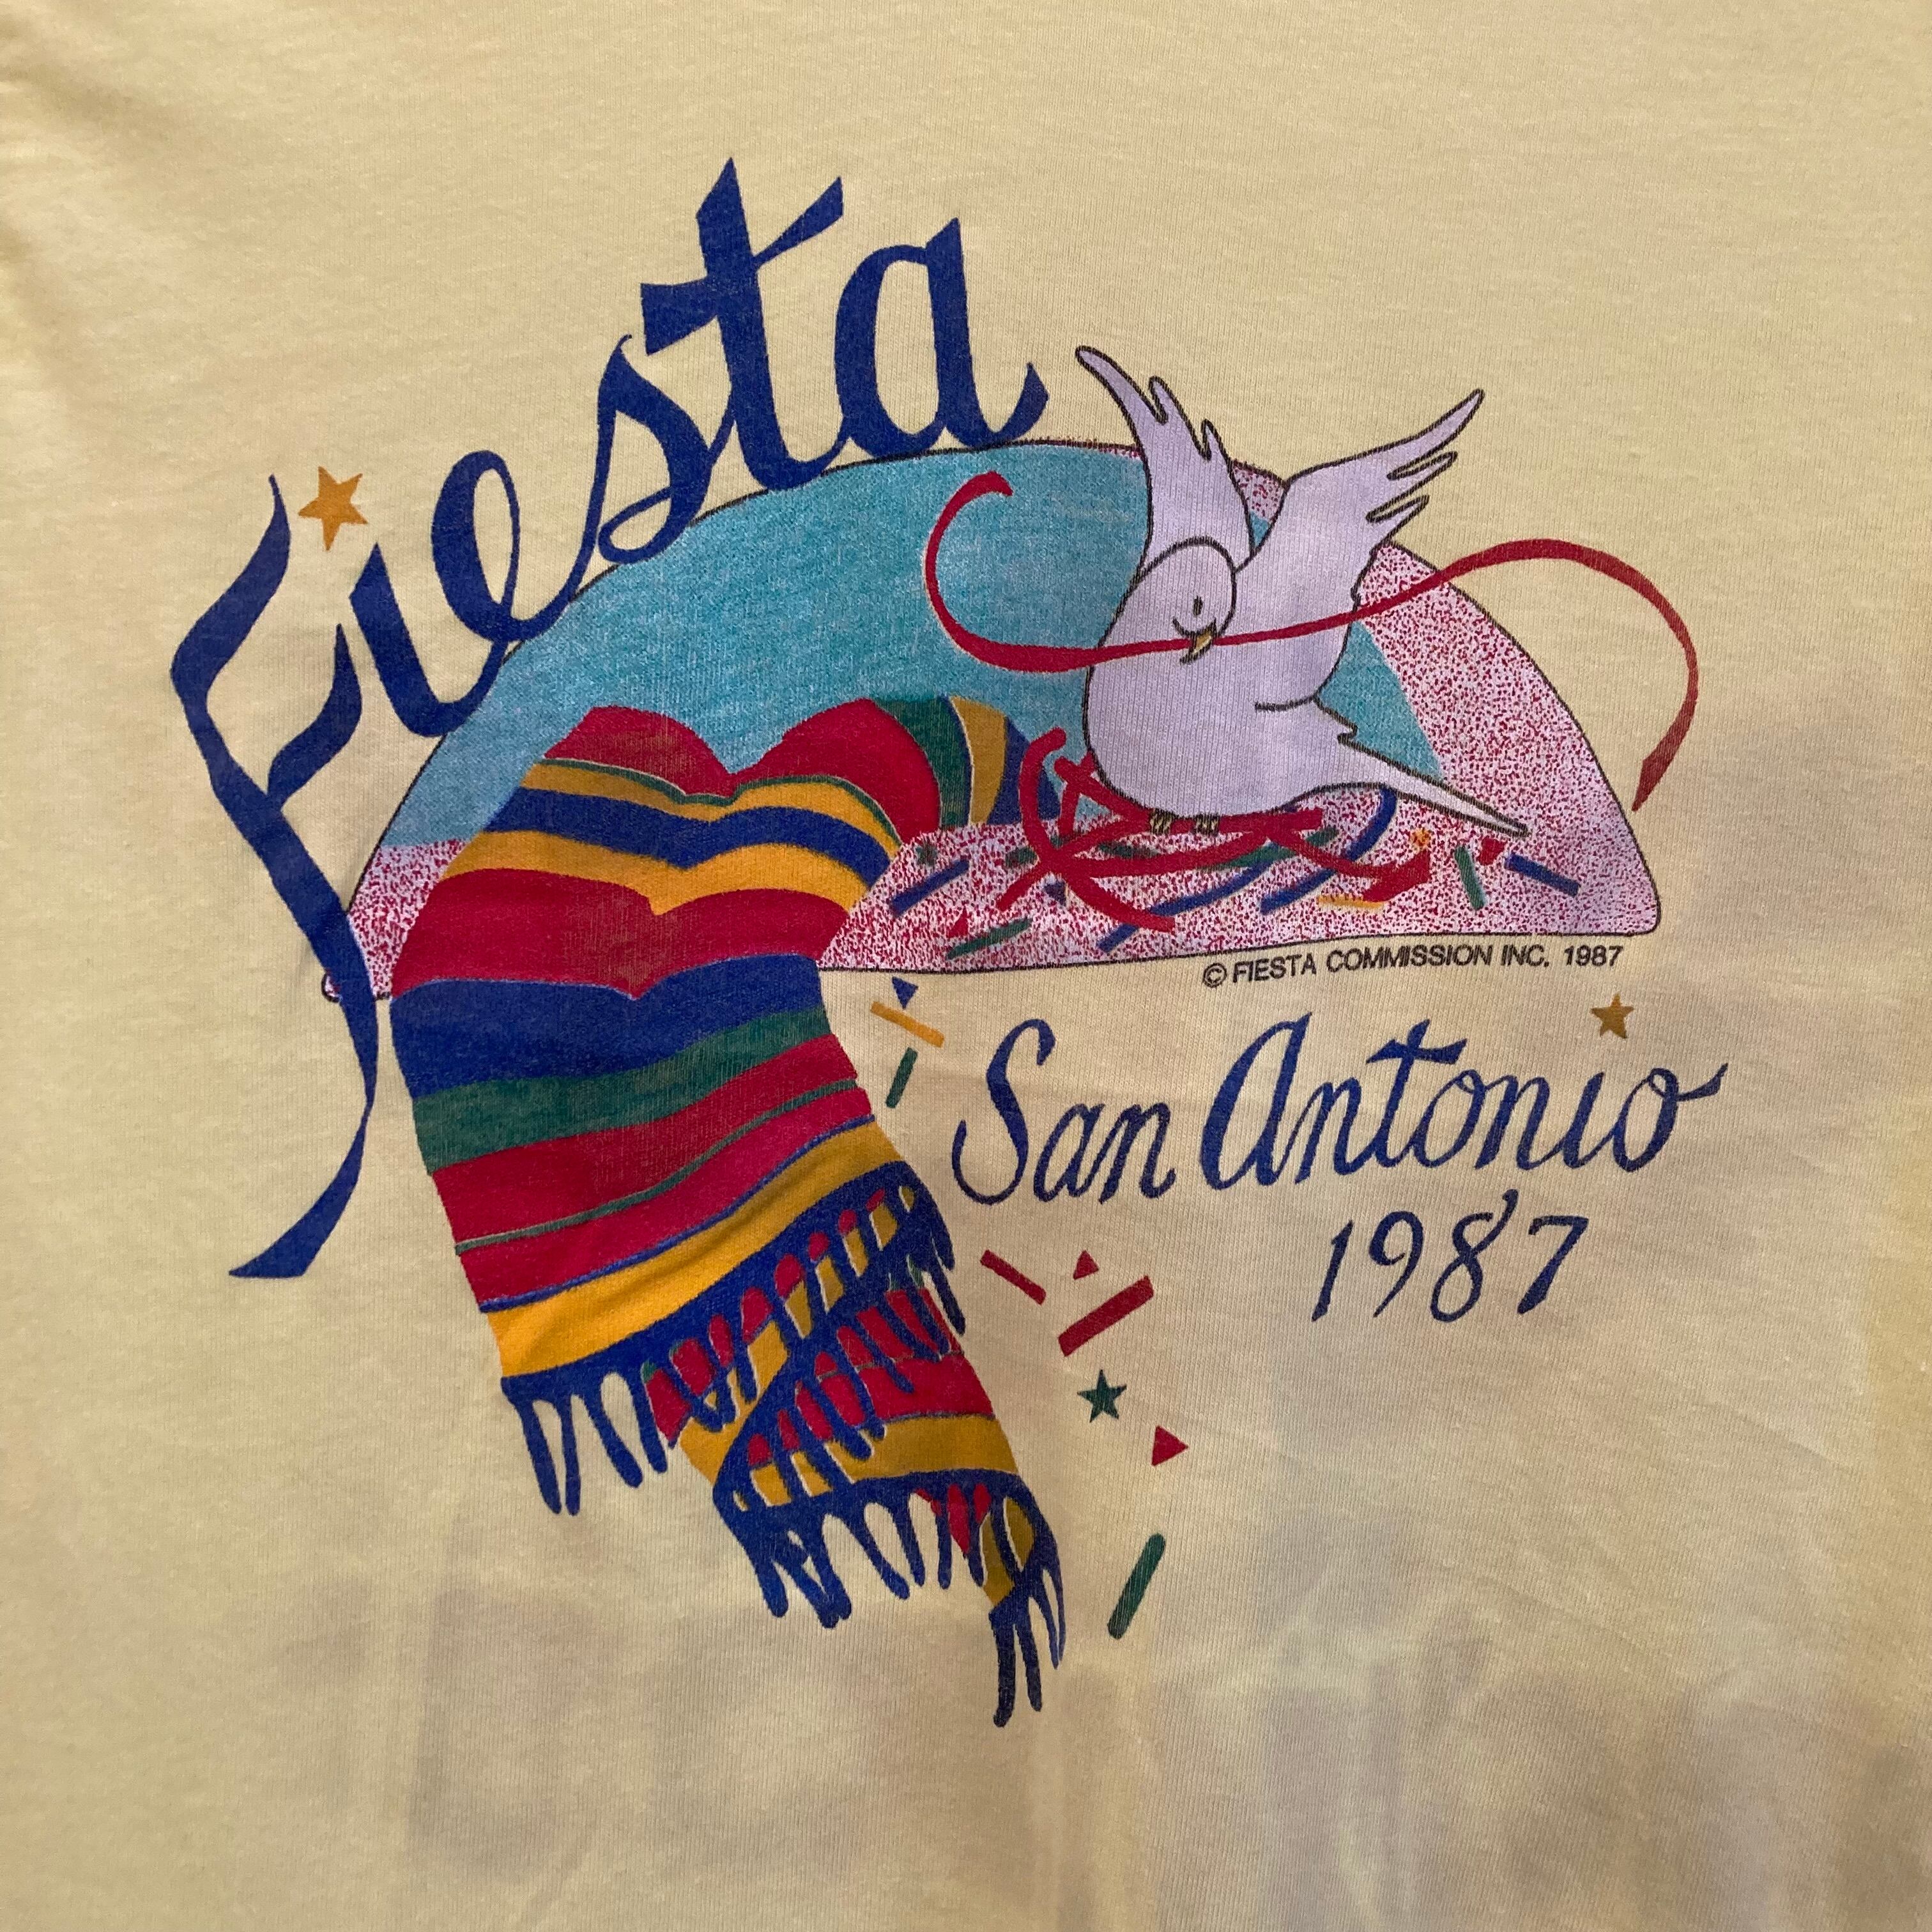 Fiesta
© FIESTA COMMISSION INC. 1987
San Antonio
1987